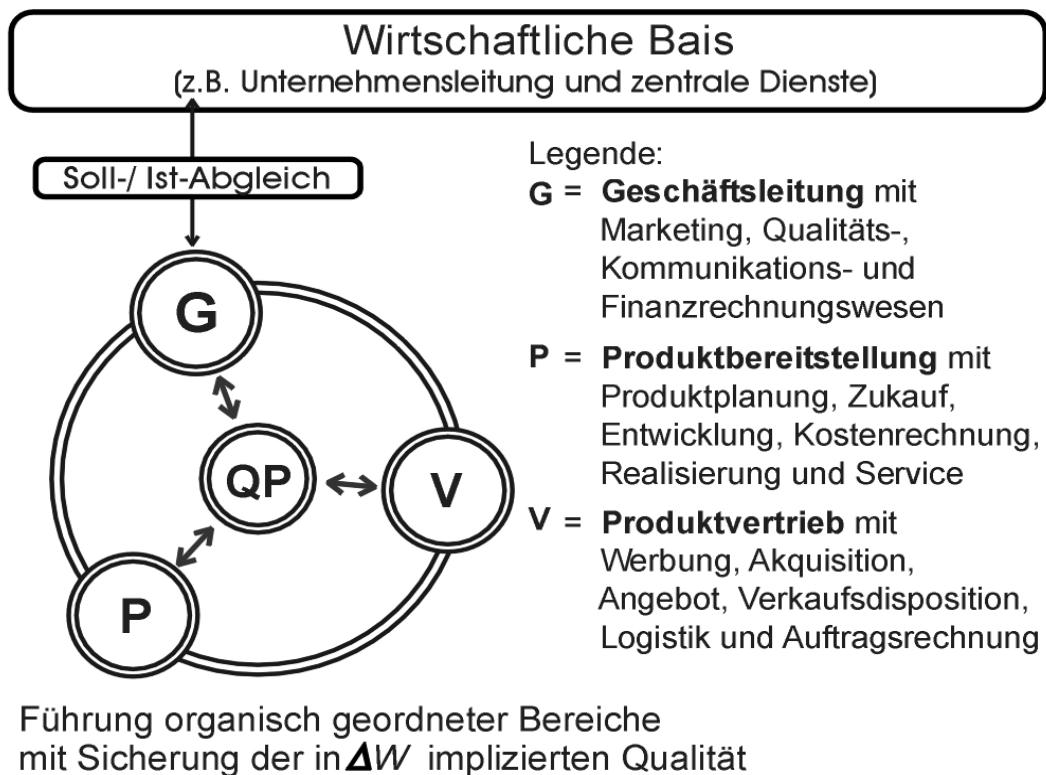 Wirtschaftliche Bais
(z.B. Unternehmensleitung und zentrale Dienste)
Soll-/ Ist-Abgleich
Legende:
G = Geschäftsleitung mit
Marketing, Qualitäts-,
Kommunikations- und
Finanzrechnungswesen
P = Produktbereitstellung mit
Produktplanung, Zukauf,
Entwicklung, Kostenrechnung,
Realisierung und Service
V = Produktvertrieb mit
Werbung, Akquisition,
Angebot, Verkaufsdisposition,
Logistik und Auftragsrechnung
G
QP
V
P
Führung organisch geordneter Bereiche
mit Sicherung der in ΔW implizierten Qualität